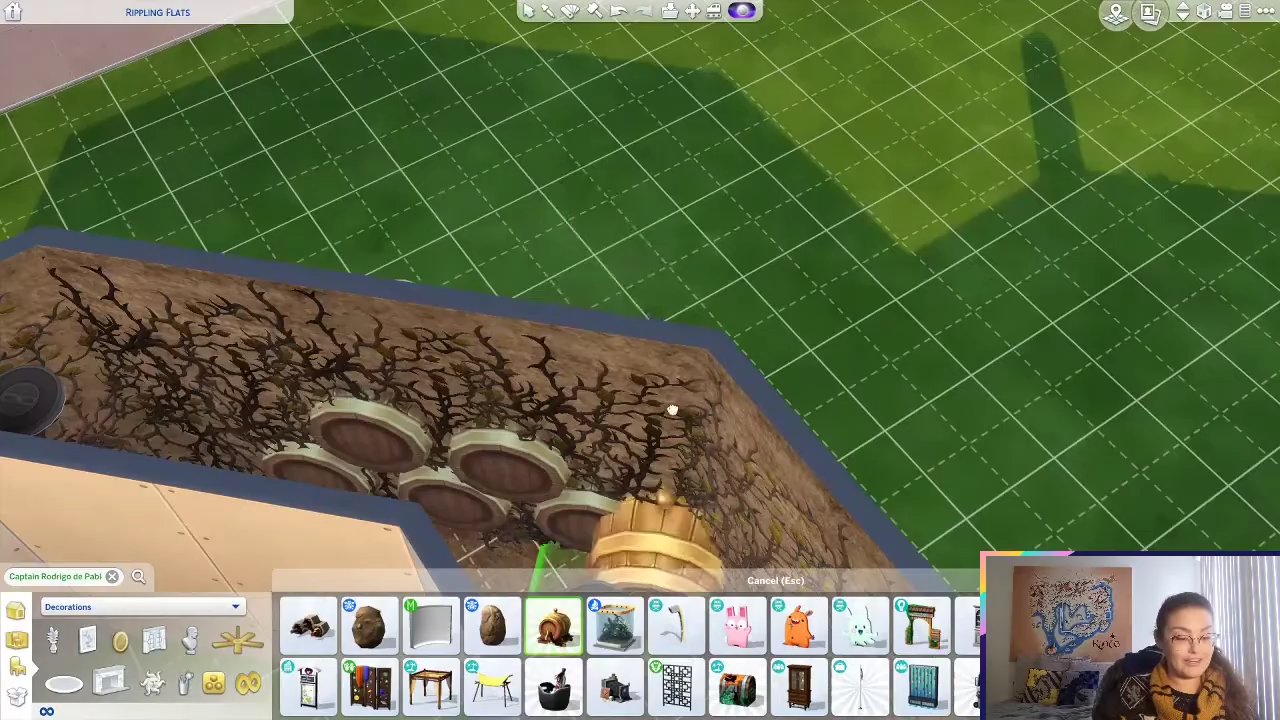 RIPPLING FLATS
Captain Rodrigo de Pabl
Cancel (Esc)
Decorations